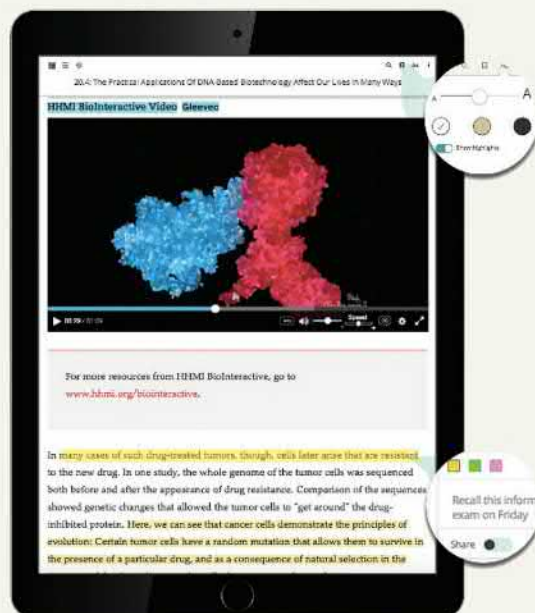 20.4: The Practical Applications Of DNA-Based Biotechnology Affect Our Lives In Many Ways
HHMI BioInteractive Video Gleevec
A A
Show highlights
Speed
For more resources from HHMI BioInteractive, go to
www.hhmi.org/biointeractive.
In many cases of such drug-treated tumors, though, cells later arise that are resistant
to the new drug. In one study, the whole genome of the tumor cells was sequenced
both before and after the appearance of drug resistance. Comparison of the sequences
showed genetic changes that allowed the tumor cells to "get around" the drug-
inhibited protein. Here, we can see that cancer cells demonstrate the principles of
evolution: Certain tumor cells have a random mutation that allows them to survive in
the presence of a particular drug, and as a consequence of natural selection in the
Recall this inform
exam on Friday
Share